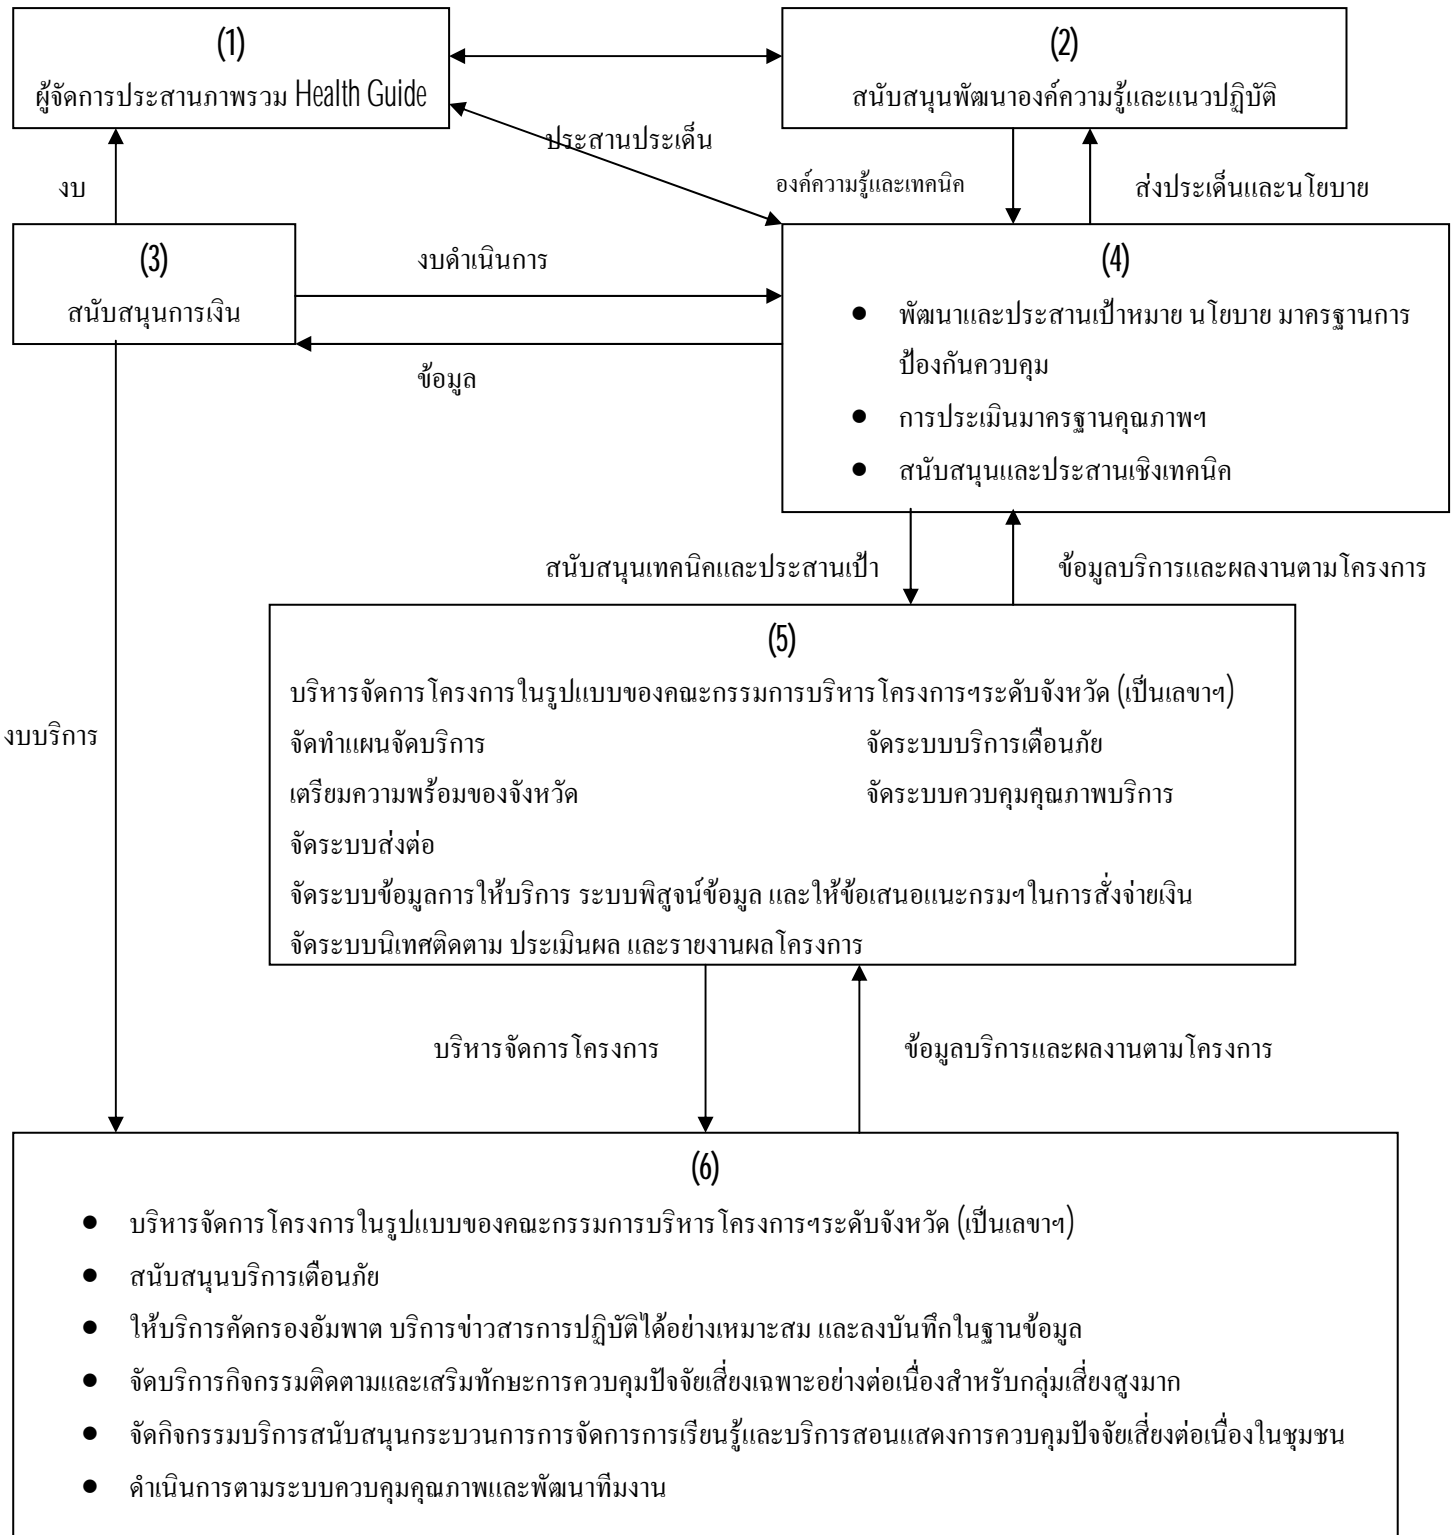 (1)
ผู้จัดการประสานภาพรวม Health Guide
(2)
สนับสนุนพัฒนาองค์ความรู้และแนวปฏิบัติ
ประสานประเด็น
งบ
องค์ความรู้และเทคนิค
ส่งประเด็นและนโยบาย
(3)
สนับสนุนการเงิน
งบดำเนินการ
ข้อมูล
(4)
● พัฒนาและประสานเป้าหมาย นโยบาย มาตรฐานการ
ป้องกันควบคุม
● การประเมินมาตรฐานคุณภาพฯ
● สนับสนุนและประสานเชิงเทคนิค
สนับสนุนเทคนิคและประสานเป้า
ข้อมูลบริการและผลงานตามโครงการ
(5)
บริหารจัดการโครงการในรูปแบบของคณะกรรมการบริหารโครงการฯระดับจังหวัด (เป็นเลขาฯ)
จัดทำแผนจัดบริการ จัดระบบบริการเตือนภัย
เตรียมความพร้อมของจังหวัด จัดระบบควบคุมคุณภาพบริการ
จัดระบบส่งต่อ
จัดระบบข้อมูลการให้บริการ ระบบพิสูจน์ข้อมูล และให้ข้อเสนอแนะกรมฯในการสั่งจ่ายเงิน
จัดระบบนิเทศติดตาม ประเมินผล และรายงานผลโครงการ
งบบริการ
บริหารจัดการโครงการ
ข้อมูลบริการและผลงานตามโครงการ
(6)
● บริหารจัดการโครงการในรูปแบบของคณะกรรมการบริหารโครงการฯระดับจังหวัด (เป็นเลขาฯ)
● สนับสนุนบริการเตือนภัย
● ให้บริการคัดกรองอัมพาต บริการข่าวสารการปฏิบัติได้อย่างเหมาะสม และลงบันทึกในฐานข้อมูล
● จัดบริการกิจกรรมติดตามและเสริมทักษะการควบคุมปัจจัยเสี่ยงเฉพาะอย่างต่อเนื่องสำหรับกลุ่มเสี่ยงสูงมาก
● จัดกิจกรรมบริการสนับสนุนกระบวนการการจัดการการเรียนรู้และบริการสอนแสดงการควบคุมปัจจัยเสี่ยงต่อเนื่องในชุมชน
● ดำเนินการตามระบบควบคุมคุณภาพและพัฒนาทีมงาน